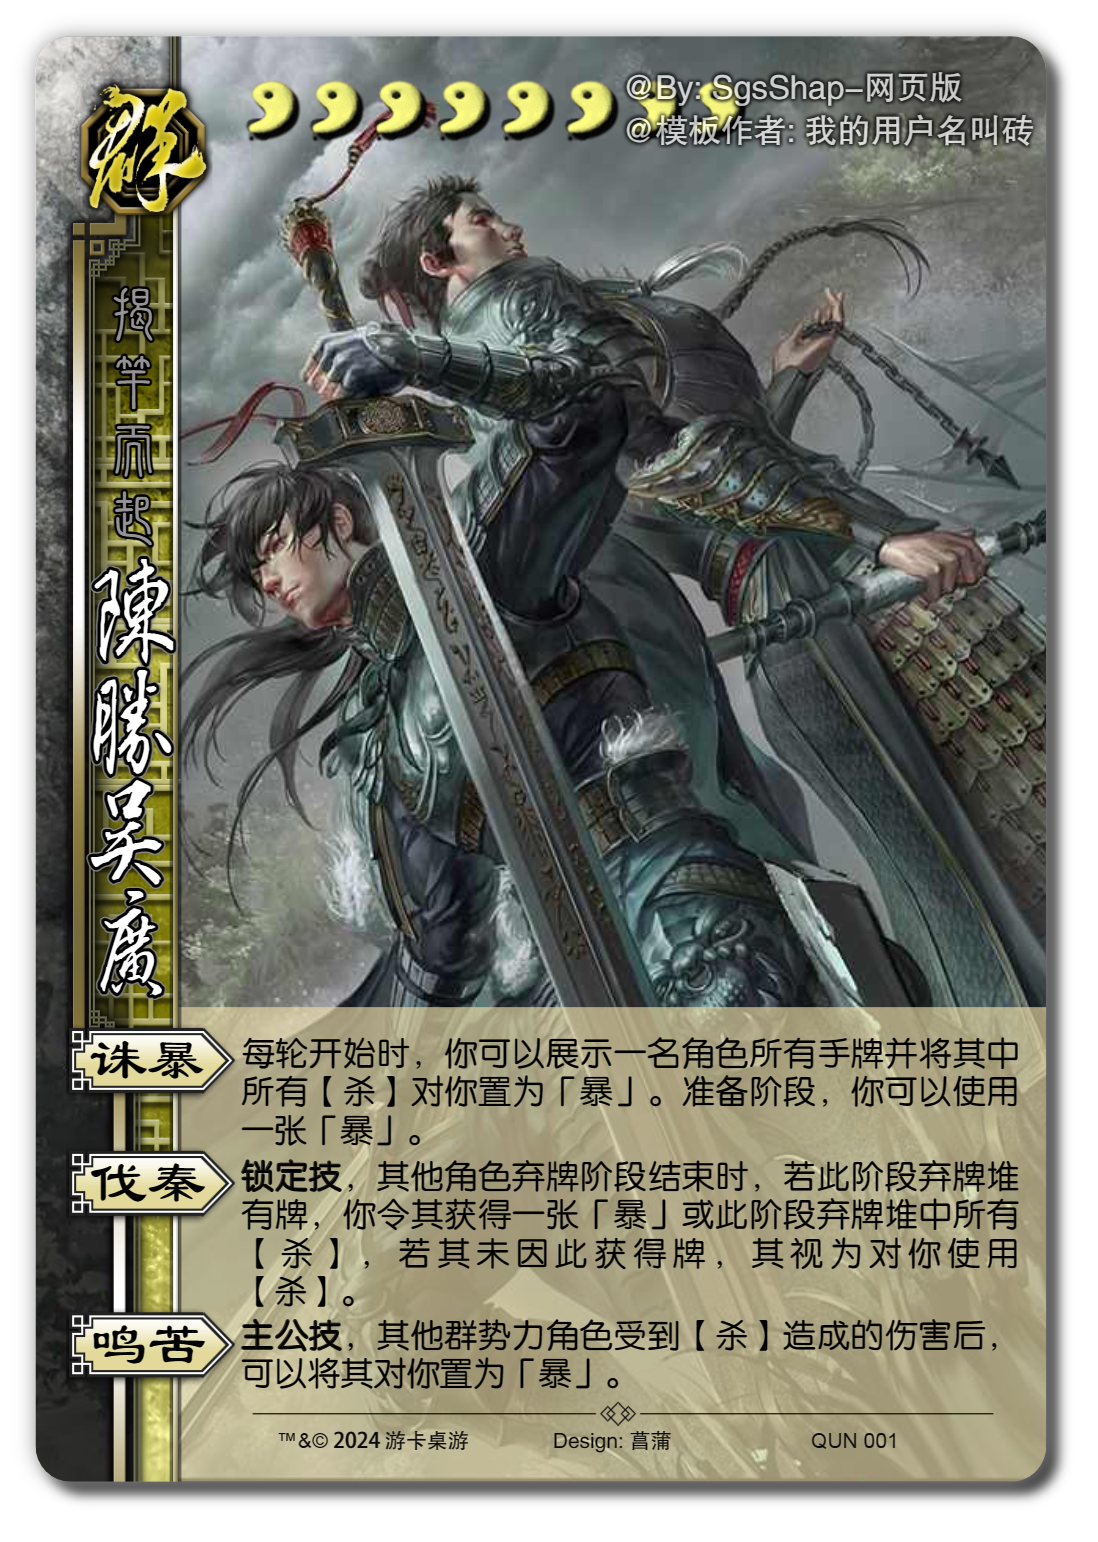 群
@By: SgsShap-网页版
@模板作者: 我的用户名叫砖
揭竿而起
陳勝吴廣
诛暴
每轮开始时，你可以展示一名角色所有手牌并将其中
所有【杀】对你置为「暴」。准备阶段，你可以使用
一张「暴」。
伐秦
锁定技，其他角色弃牌阶段结束时，若此阶段弃牌堆
有牌，你令其获得一张「暴」或此阶段弃牌堆中所有
【杀】，若其未因此获得牌，其视为对你使用
【杀】。
鸣苦
主公技，其他群势力角色受到【杀】造成的伤害后，
可以将其对你置为「暴」。
™&© 2024 游卡桌游
Design: 菖蒲
QUN 001